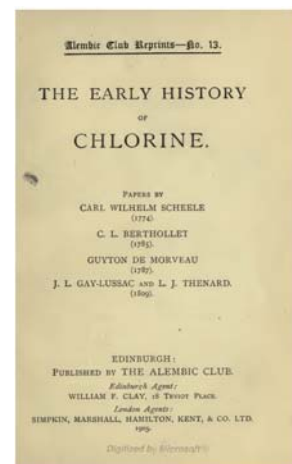 Alembic Club Reprints—No. 13.
THE EARLY HISTORY
OF
CHLORINE.
PAPERS BY
CARL WILHELM SCHEELE
(1774).
C. L. BERTHOLLET
(1785).
GUYTON DE MORVEAU
(1787).
J. L. GAY-LUSSAC AND L. J. THENARD.
(1809).
EDINBURGH:
PUBLISHED BY THE ALEMBIC CLUB.
Edinburgh Agent:
WILLIAM F. CLAY, 18 TEVIOT PLACE.
London Agents:
SIMPKIN, MARSHALL, HAMILTON, KENT, & CO. LTD.
1905.
Digitized by Microsoft®